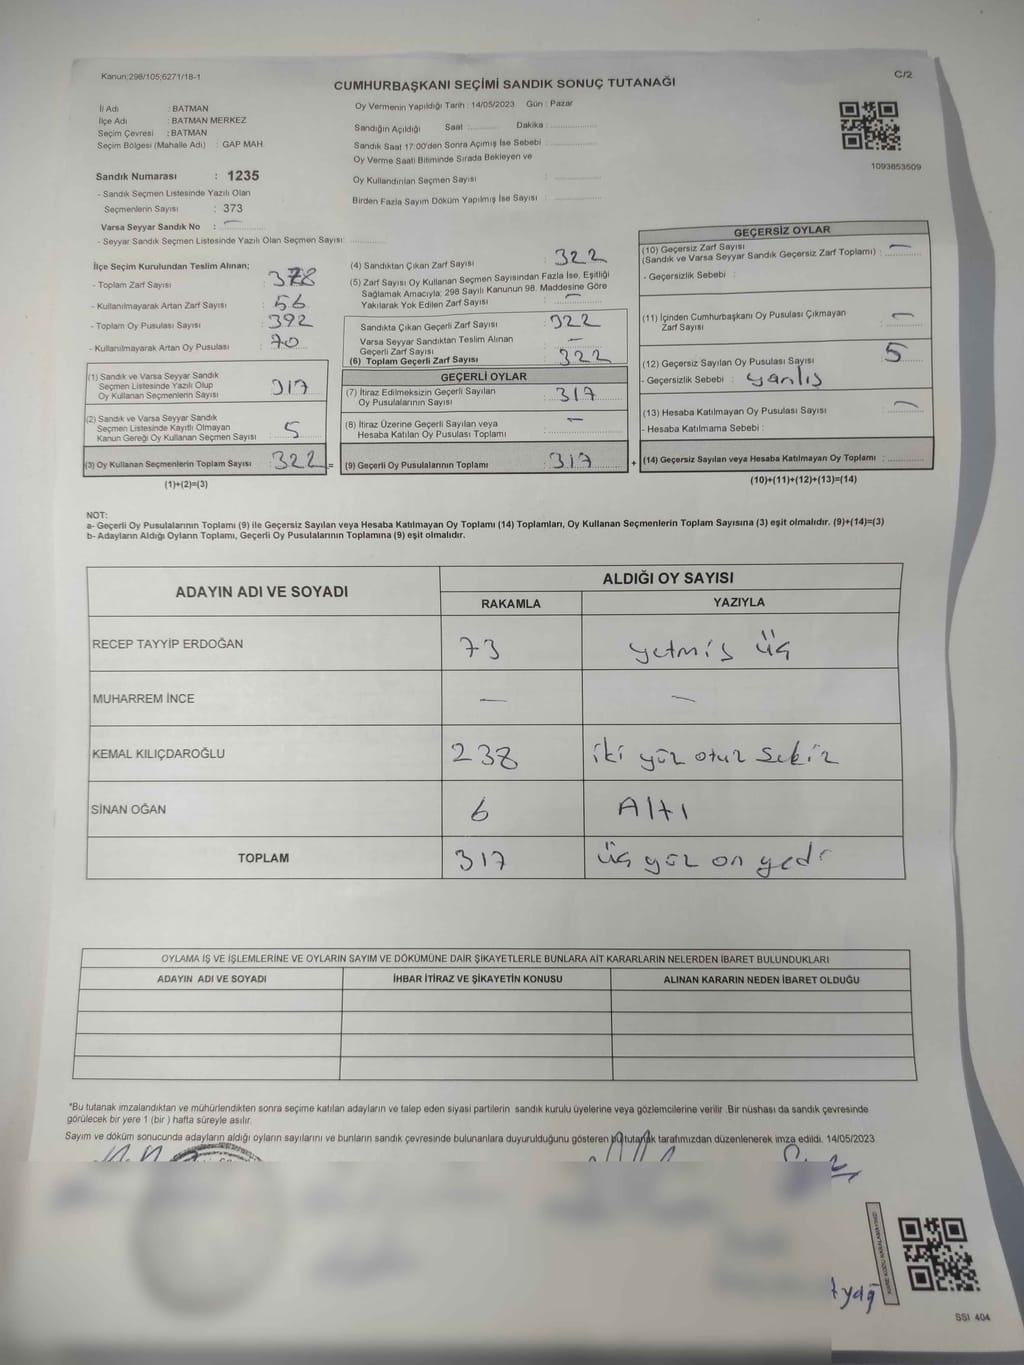 Kanun;298/105;6271/18-1
C/2
CUMHURBAŞKANI SEÇİMİ SANDIK SONUÇ TUTANAĞI
İl Adı : BATMAN
İlçe Adı : BATMAN MERKEZ
Seçim Çevresi : BATMAN
Seçim Bölgesi (Mahalle Adı) : GAP MAH.
Oy Vermenin Yapıldığı Tarih : 14/05/2023 Gün : Pazar
Sandığın Açıldığı Saat :........ Dakika :................
Sandık Saat 17:00'den Sonra Açımış İse Sebebi :................
Oy Verme Saati Bitiminde Sırada Bekleyen ve
Oy Kullandırılan Seçmen Sayısı :................
Birden Fazla Sayım Döküm Yapılmış İse Sayısı :................
1093853509
Sandık Numarası : 1235
- Sandık Seçmen Listesinde Yazılı Olan
Seçmenlerin Sayısı : 373
Varsa Seyyar Sandık No : —
- Seyyar Sandık Seçmen Listesinde Yazılı Olan Seçmen Sayısı: ............
İlçe Seçim Kurulundan Teslim Alınan;
- Toplam Zarf Sayısı : 378
- Kullanılmayarak Artan Zarf Sayısı : 56
- Toplam Oy Pusulası Sayısı : 392
- Kullanılmayarak Artan Oy Pusulası : 70
(1) Sandık ve Varsa Seyyar Sandık
Seçmen Listesinde Yazılı Olup
Oy Kullanan Seçmenlerin Sayısı : 317
(2) Sandık ve Varsa Seyyar Sandık
Seçmen Listesinde Kayıtlı Olmayan
Kanun Gereği Oy Kullanan Seçmen Sayısı : 5
(3) Oy Kullanan Seçmenlerin Toplam Sayısı : 322 =
(1)+(2)=(3)
(4) Sandıktan Çıkan Zarf Sayısı : 322
(5) Zarf Sayısı Oy Kullanan Seçmen Sayısından Fazla İse, Eşitliği
Sağlamak Amacıyla; 298 Sayılı Kanunun 98. Maddesine Göre
Yakılarak Yok Edilen Zarf Sayısı : —
Sandıkta Çıkan Geçerli Zarf Sayısı : 322
Varsa Seyyar Sandıktan Teslim Alınan
Geçerli Zarf Sayısı : —
(6) Toplam Geçerli Zarf Sayısı : 322
GEÇERLİ OYLAR
(7) İtiraz Edilmeksizin Geçerli Sayılan
Oy Pusulalarının Sayısı : 317
(8) İtiraz Üzerine Geçerli Sayılan veya
Hesaba Katılan Oy Pusulası Toplamı : —
(9) Geçerli Oy Pusulalarının Toplamı : 317 +
GEÇERSİZ OYLAR
(10) Geçersiz Zarf Sayısı
(Sandık ve Varsa Seyyar Sandık Geçersiz Zarf Toplamı) : —
- Geçersizlik Sebebi :
(11) İçinden Cumhurbaşkanı Oy Pusulası Çıkmayan
Zarf Sayısı : —
(12) Geçersiz Sayılan Oy Pusulası Sayısı : 5
- Geçersizlik Sebebi : yanlış
(13) Hesaba Katılmayan Oy Pusulası Sayısı : —
- Hesaba Katılmama Sebebi :
(14) Geçersiz Sayılan veya Hesaba Katılmayan Oy Toplamı : ............
(10)+(11)+(12)+(13)=(14)
NOT:
a- Geçerli Oy Pusulalarının Toplamı (9) ile Geçersiz Sayılan veya Hesaba Katılmayan Oy Toplamı (14) Toplamları, Oy Kullanan Seçmenlerin Toplam Sayısına (3) eşit olmalıdır. (9)+(14)=(3)
b- Adayların Aldığı Oyların Toplamı, Geçerli Oy Pusulalarının Toplamına (9) eşit olmalıdır.
ADAYIN ADI VE SOYADI ALDIĞI OY SAYISI
RAKAMLA YAZIYLA
RECEP TAYYİP ERDOĞAN 73 yetmiş üç
MUHARREM İNCE — —
KEMAL KILIÇDAROĞLU 238 iki yüz otuz sekiz
SİNAN OĞAN 6 Altı
TOPLAM 317 üç yüz on yedi
OYLAMA İŞ VE İŞLEMLERİNE VE OYLARIN SAYIM VE DÖKÜMÜNE DAİR ŞİKAYETLERLE BUNLARA AİT KARARLARIN NELERDEN İBARET BULUNDUKLARI
ADAYIN ADI VE SOYADI İHBAR İTİRAZ VE ŞİKAYETİN KONUSU ALINAN KARARIN NEDEN İBARET OLDUĞU
*Bu tutanak imzalandıktan ve mühürlendikten sonra seçime katılan adayların ve talep eden siyasi partilerin sandık kurulu üyelerine veya gözlemcilerine verilir .Bir nüshası da sandık çevresinde
görülecek bir yere 1 (bir ) hafta süreyle asılır.
Sayım ve döküm sonucunda adayların aldığı oyların sayılarını ve bunların sandık çevresinde bulunanlara duyurulduğunu gösteren bu tutanak tarafımızdan düzenlenerek imza edildi. 14/05/2023
KARE KODU KARALAMAYINIZ!
SSI 404